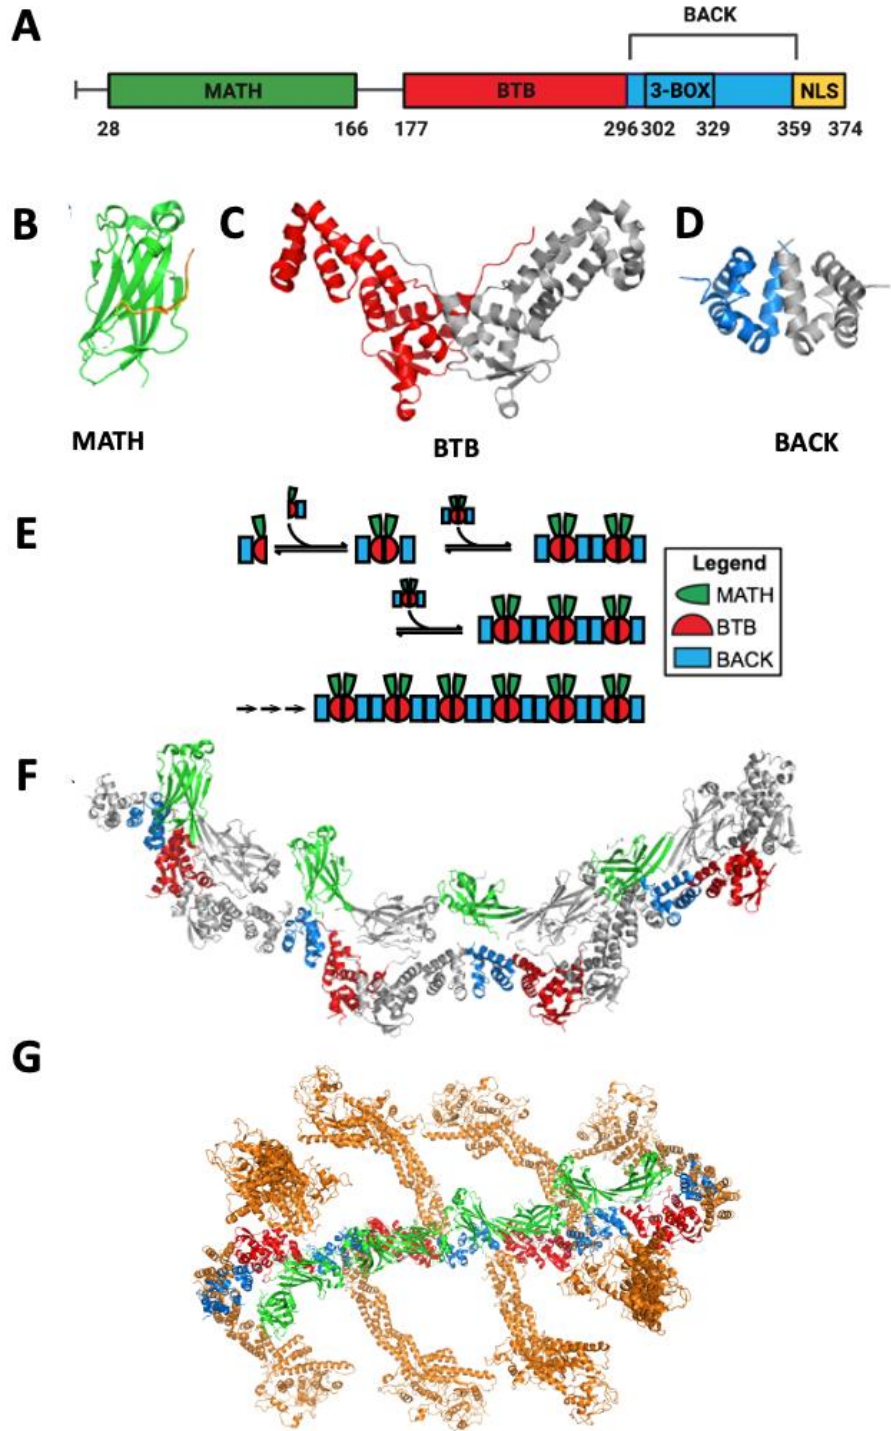 A
BACK
MATH
BTB
3-BOX
NLS
28
166
177
296
302
329
359
374
B
C
D
MATH
BTB
BACK
E
Legend
MATH
BTB
BACK
F
G